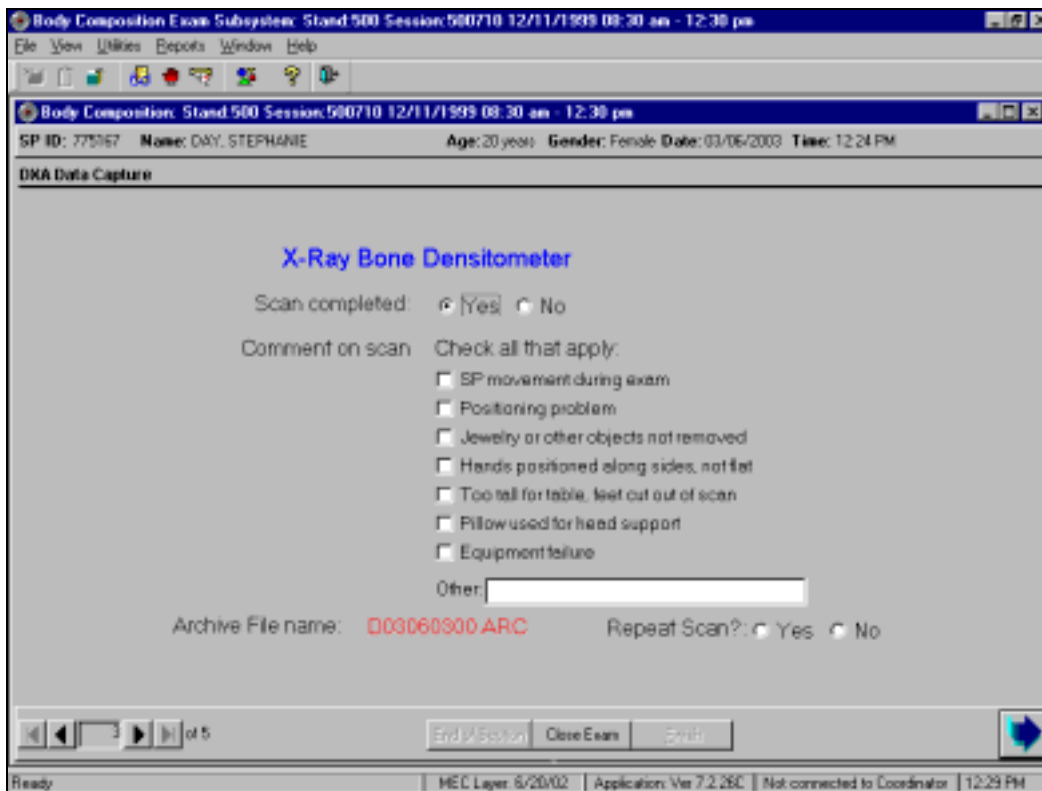 Body Composition Exam Subsystem: Stand:500 Session:500710 12/11/1999 08:30 am - 12:30 pm
File View Utilities Reports Window Help
Body Composition: Stand:500 Session:500710 12/11/1999 08:30 am - 12:30 pm
SP ID: 775167 Name: DAY, STEPHANIE Age: 20 years Gender: Female Date: 03/06/2003 Time: 12:24 PM
DXA Data Capture
X-Ray Bone Densitometer
Scan completed: Yes No
Comment on scan Check all that apply:
SP movement during exam
Positioning problem
Jewelry or other objects not removed
Hands positioned along sides, not flat
Too tall for table, feet cut out of scan
Pillow used for head support
Equipment failure
Other:
Archive File name: D03060300.ARC Repeat Scan?: Yes No
3 of 5 End of Section Close Exam Finish
Ready MEC Layer: 6/20/02 Application: Ver 7.2.26C Not connected to Coordinator 12:29 PM